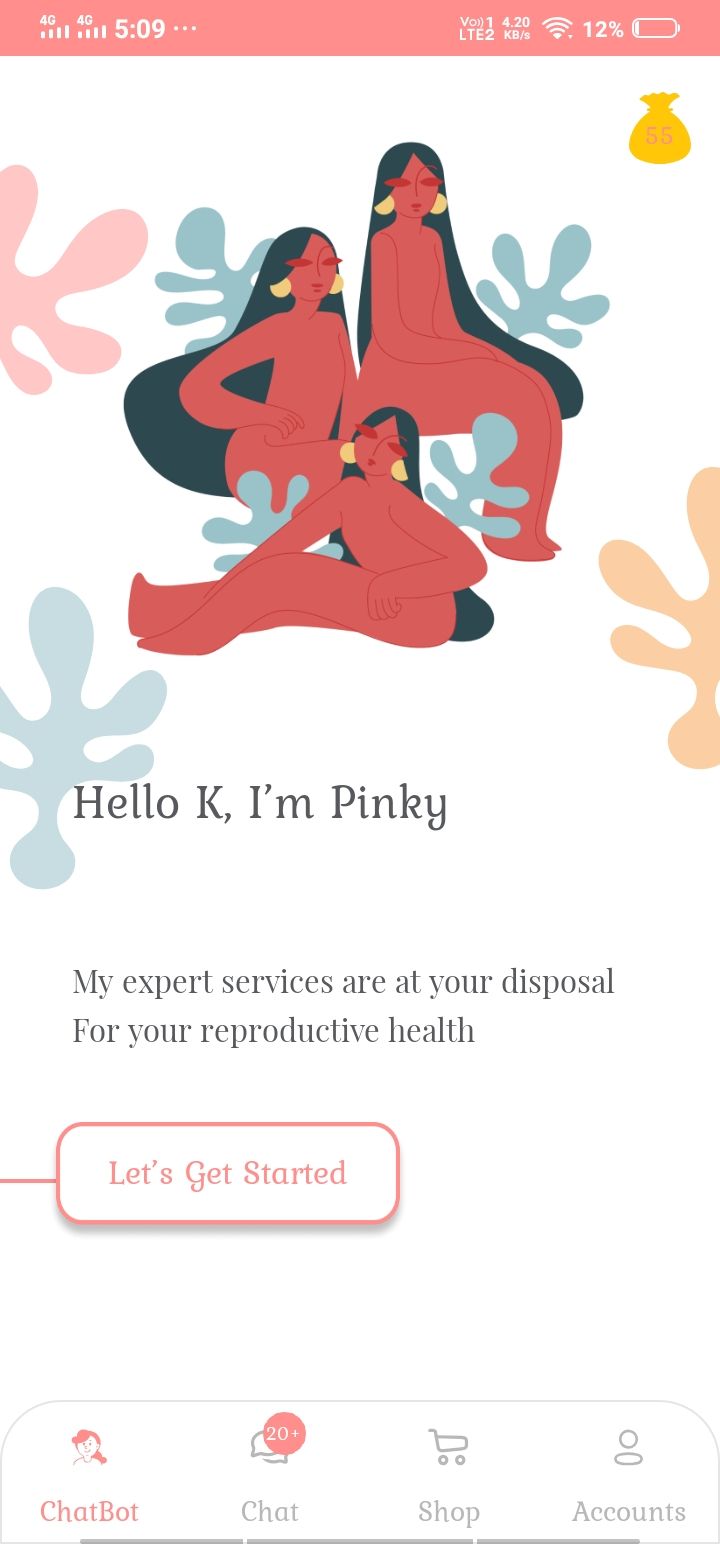 4G 4G 5:09 ... Vo)) 1 LTE2 4.20 KB/s 12%
55
Hello K, I'm Pinky
My expert services are at your disposal
For your reproductive health
Let's Get Started
20+
ChatBot Chat Shop Accounts